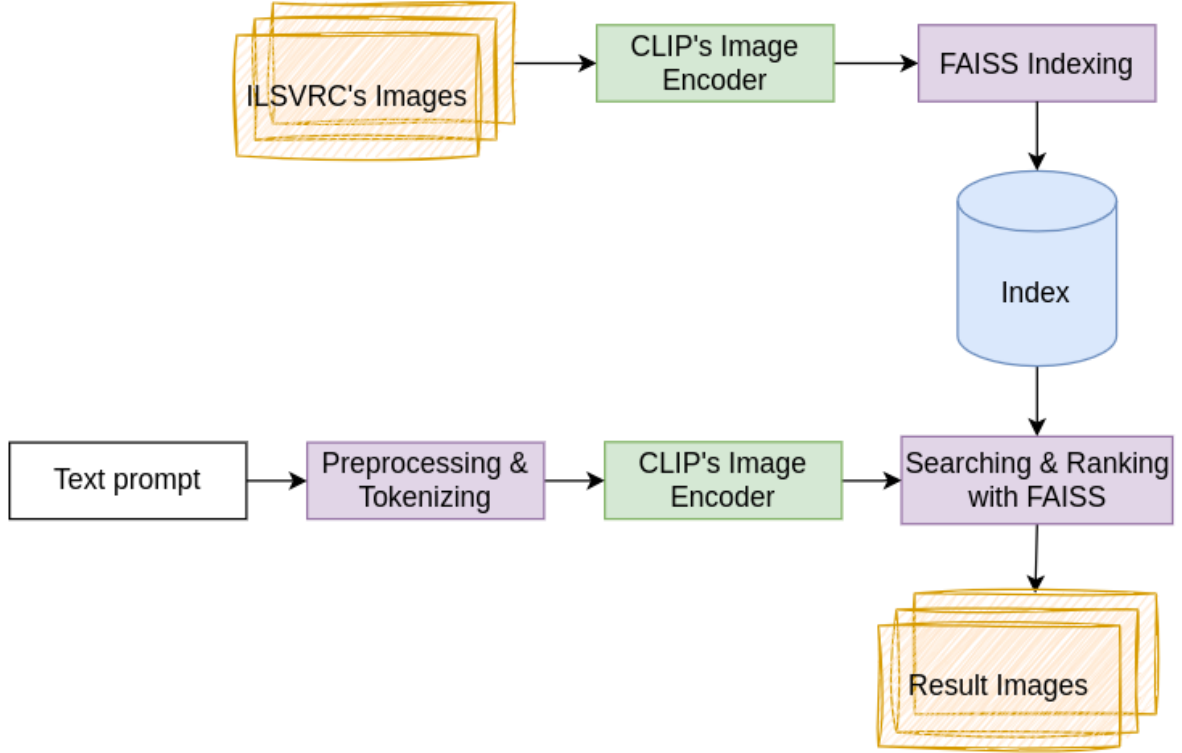 ILSVRC's Images
CLIP's Image
Encoder
FAISS Indexing
Index
Text prompt
Preprocessing &
Tokenizing
CLIP's Image
Encoder
Searching & Ranking
with FAISS
Result Images